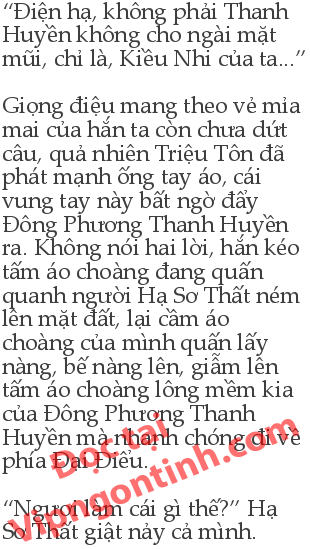 “Điện hạ, không phải Thanh
Huyền không cho ngài mặt
mũi, chỉ là, Kiều Nhi của ta...”
Giọng điệu mang theo vẻ mỉa
mai của hắn ta còn chưa dứt
câu, quả nhiên Triệu Tôn đã
phát mạnh ống tay áo, cái
vung tay này bất ngờ đẩy
Đông Phương Thanh Huyền
ra. Không nói hai lời, hắn kéo
tấm áo choàng đang quấn
quanh người Hạ Sơ Thất ném
lên mặt đất, lại cầm áo
choàng của mình quấn lấy
nàng, bế nàng lên, giẫm lên
tấm áo choàng lông mềm kia
của Đông Phương Thanh
Huyền mà nhanh chóng đi về
phía Đại Điểu.
“Ngươi làm cái gì thế?” Hạ
Sơ Thất giật nảy cả mình.
Đọc tại
Vipngontinh.com